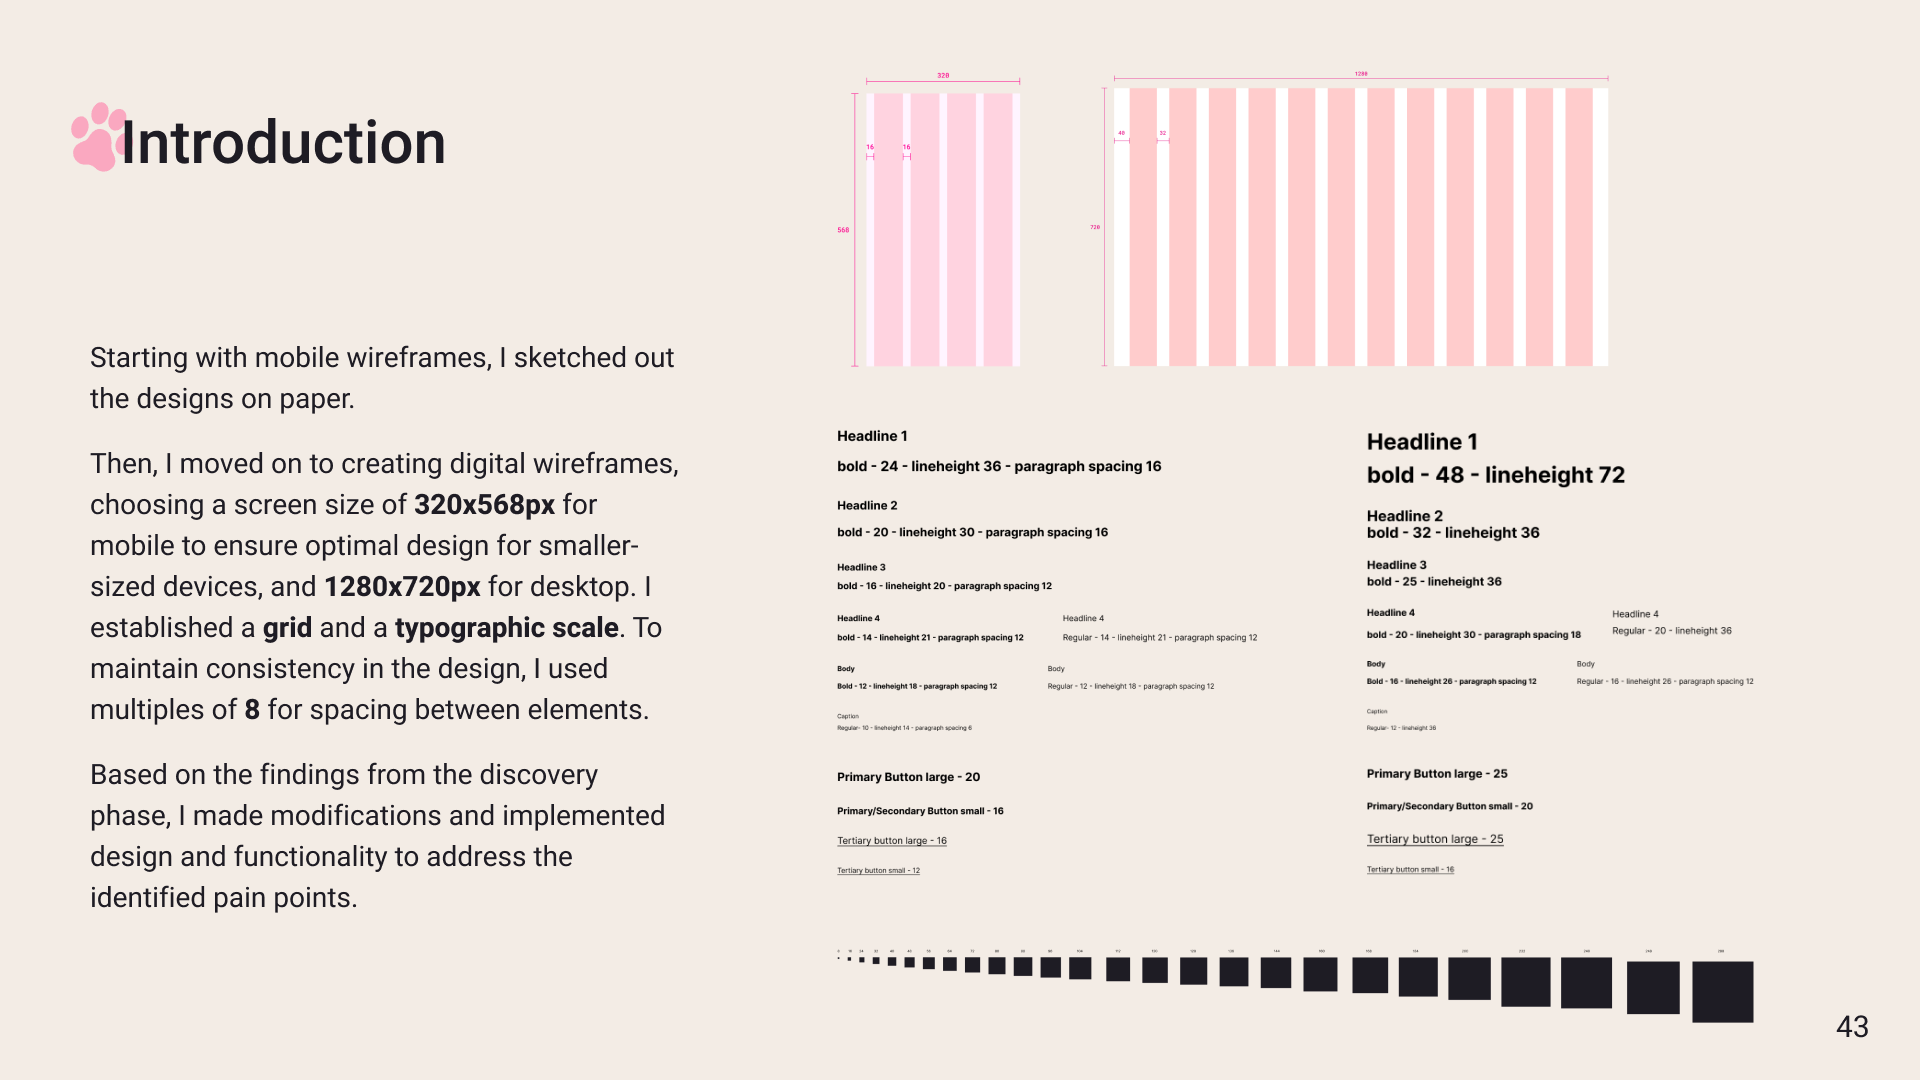 Introduction
Starting with mobile wireframes, I sketched out
the designs on paper.
Then, I moved on to creating digital wireframes,
choosing a screen size of 320x568px for
mobile to ensure optimal design for smaller-
sized devices, and 1280x720px for desktop. I
established a grid and a typographic scale. To
maintain consistency in the design, I used
multiples of 8 for spacing between elements.
Based on the findings from the discovery
phase, I made modifications and implemented
design and functionality to address the
identified pain points.
320
16
16
568
1280
40
32
720
Headline 1
bold - 24 - lineheight 36 - paragraph spacing 16
Headline 2
bold - 20 - lineheight 30 - paragraph spacing 16
Headline 3
bold - 16 - lineheight 20 - paragraph spacing 12
Headline 4
bold - 14 - lineheight 21 - paragraph spacing 12
Headline 4
Regular - 14 - lineheight 21 - paragraph spacing 12
Body
Bold - 12 - lineheight 18 - paragraph spacing 12
Body
Regular - 12 - lineheight 18 - paragraph spacing 12
Caption
Regular- 10 - lineheight 14 - paragraph spacing 6
Primary Button large - 20
Primary/Secondary Button small - 16
Tertiary button large - 16
Tertiary button small - 12
Headline 1
bold - 48 - lineheight 72
Headline 2
bold - 32 - lineheight 36
Headline 3
bold - 25 - lineheight 36
Headline 4
bold - 20 - lineheight 30 - paragraph spacing 18
Headline 4
Regular - 20 - lineheight 36
Body
Bold - 16 - lineheight 26 - paragraph spacing 12
Body
Regular - 16 - lineheight 26 - paragraph spacing 12
Caption
Regular- 12 - lineheight 36
Primary Button large - 25
Primary/Secondary Button small - 20
Tertiary button large - 25
Tertiary button small - 16
43